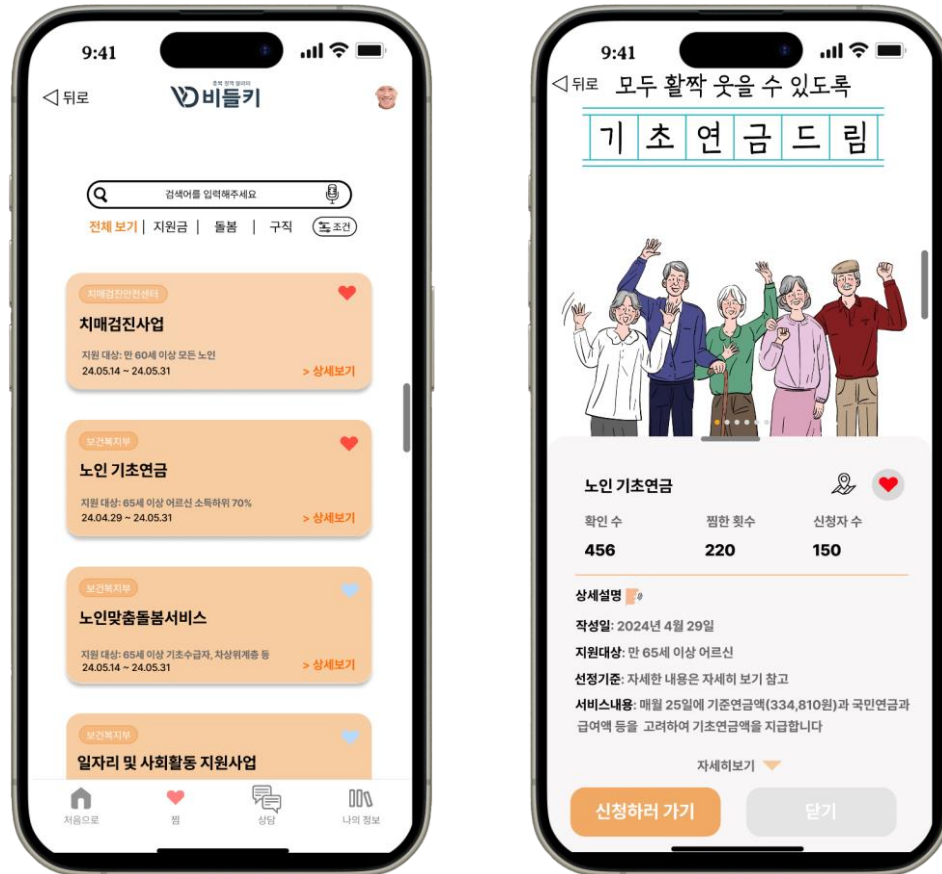 9:41
뒤로
비들키
검색어를 입력해주세요
전체 보기 | 지원금 | 돌봄 | 구직 조건
치매검진안전센터
치매검진사업
지원 대상: 만 60세 이상 모든 노인
24.05.14 ~ 24.05.31
> 상세보기
보건복지부
노인 기초연금
지원 대상: 65세 이상 어르신 소득하위 70%
24.04.29 ~ 24.05.31
> 상세보기
보건복지부
노인맞춤돌봄서비스
지원 대상: 65세 이상 기초수급자, 차상위계층 등
24.05.14 ~ 24.05.31
> 상세보기
보건복지부
일자리 및 사회활동 지원사업
처음으로
찜
상담
나의 정보
9:41
뒤로
모두 활짝 웃을 수 있도록
기초연금드림
노인 기초연금
확인 수 찜한 횟수 신청자 수
456 220 150
상세설명
작성일: 2024년 4월 29일
지원대상: 만 65세 이상 어르신
선정기준: 자세한 내용은 자세히 보기 참고
서비스내용: 매월 25일에 기준연금액(334,810원)과 국민연금과
급여액 등을 고려하여 기초연금액을 지급합니다
자세히보기
신청하러 가기
닫기